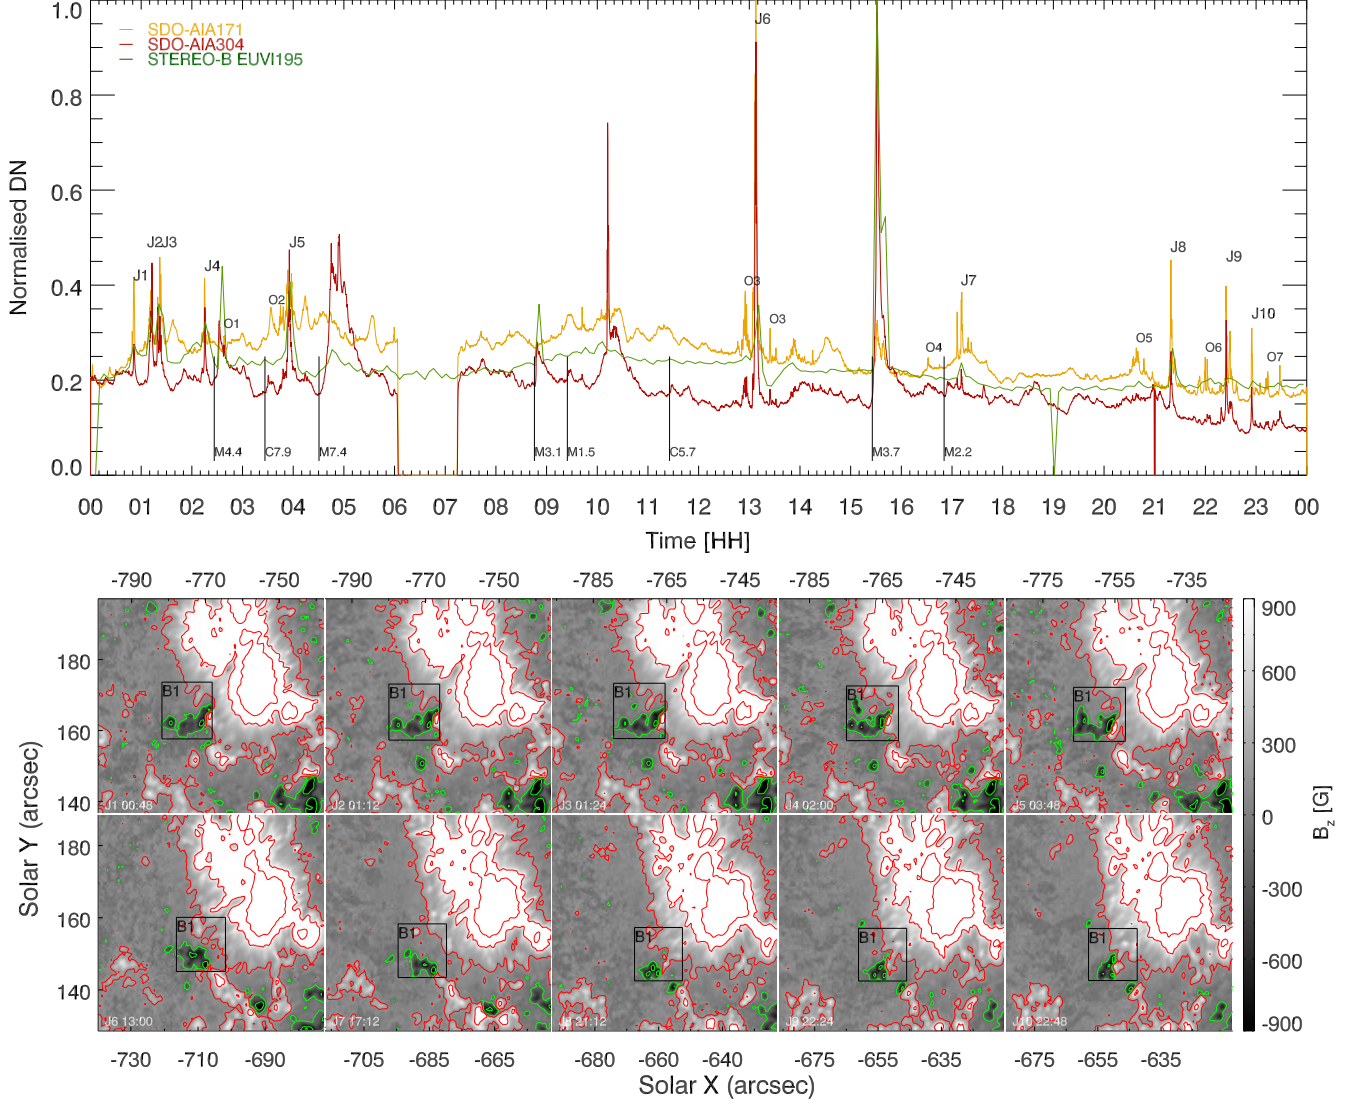 1.0
0.8
0.6
0.4
0.2
0.0
Normalised DN
SDO-AIA171
SDO-AIA304
STEREO-B EUVI195
J1
J2J3
J4
O1
O2
J5
J6
O3
O3
O4
J7
O5
J8
O6
J9
J10
O7
M4.4
C7.9
M7.4
M3.1
M1.5
C5.7
M3.7
M2.2
00 01 02 03 04 05 06 07 08 09 10 11 12 13 14 15 16 17 18 19 20 21 22 23 00
Time [HH]
-790 -770 -750 -790 -770 -750 -785 -765 -745 -785 -765 -745 -775 -755 -735
180
160
140
B1
B1
B1
B1
B1
J1 00:48
J2 01:12
J3 01:24
J4 02:00
J5 03:48
180
160
140
B1
B1
B1
B1
B1
J6 13:00
J7 17:12
J8 21:12
J9 22:24
J10 22:48
-730 -710 -690 -705 -685 -665 -680 -660 -640 -675 -655 -635 -675 -655 -635
Solar X (arcsec)
Solar Y (arcsec)
900
600
300
0
-300
-600
-900
Bz [G]